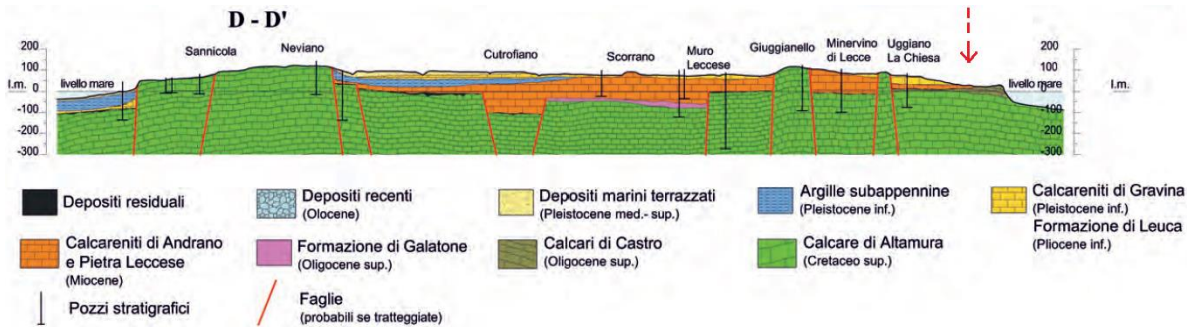 D - D'
Sannicola
Neviano
Cutrofiano
Scorrano
Muro
Leccese
Giuggianello
Minervino
di Lecce
Uggiano
La Chiesa
200
100
l.m. 0
-100
-200
-300
livello mare
livello mare
200
100
0 l.m.
-100
-200
-300
Depositi residuali
Depositi recenti
(Olocene)
Depositi marini terrazzati
(Pleistocene med.- sup.)
Argille subappennine
(Pleistocene inf.)
Calcareniti di Gravina
(Pleistocene inf.)
Formazione di Leuca
(Pliocene inf.)
Calcareniti di Andrano
e Pietra Leccese
(Miocene)
Formazione di Galatone
(Oligocene sup.)
Calcari di Castro
(Oligocene sup.)
Calcare di Altamura
(Cretaceo sup.)
Pozzi stratigrafici
Faglie
(probabili se tratteggiate)